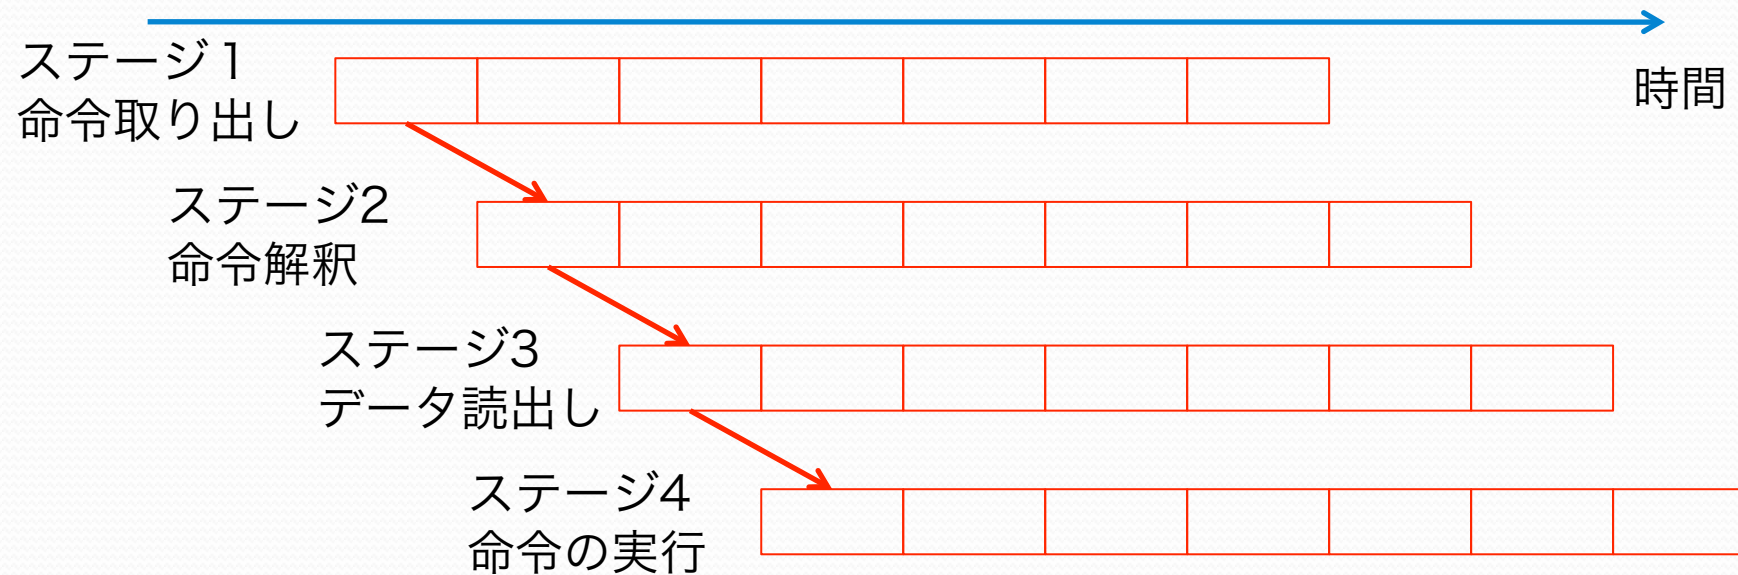 ステージ１
命令取り出し
時間
ステージ2
命令解釈
ステージ3
データ読出し
ステージ4
命令の実行